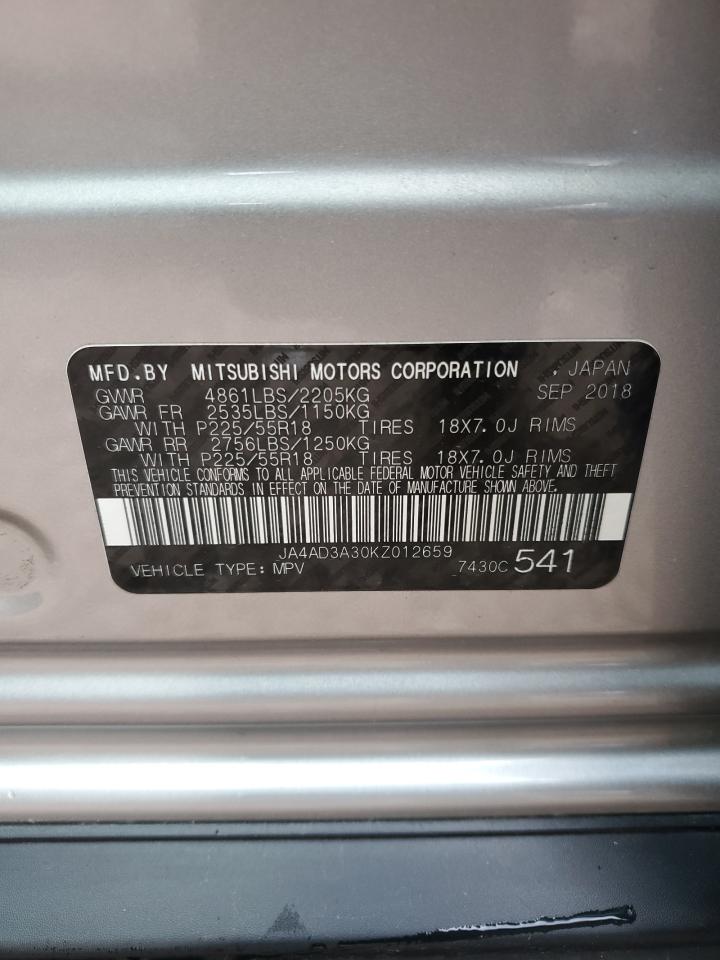 MFD.BY MITSUBISHI MOTORS CORPORATION , JAPAN
GVWR 4861LBS/2205KG SEP 2018
GAWR FR 2535LBS/1150KG
WITH P225/55R18 TIRES 18X7.0J RIMS
GAWR RR 2756LBS/1250KG
WITH P225/55R18 TIRES 18X7.0J RIMS
THIS VEHICLE CONFORMS TO ALL APPLICABLE FEDERAL MOTOR VEHICLE SAFETY AND THEFT
PREVENTION STANDARDS IN EFFECT ON THE DATE OF MANUFACTURE SHOWN ABOVE.
JA4AD3A30KZ012659
VEHICLE TYPE: MPV 7430C 541